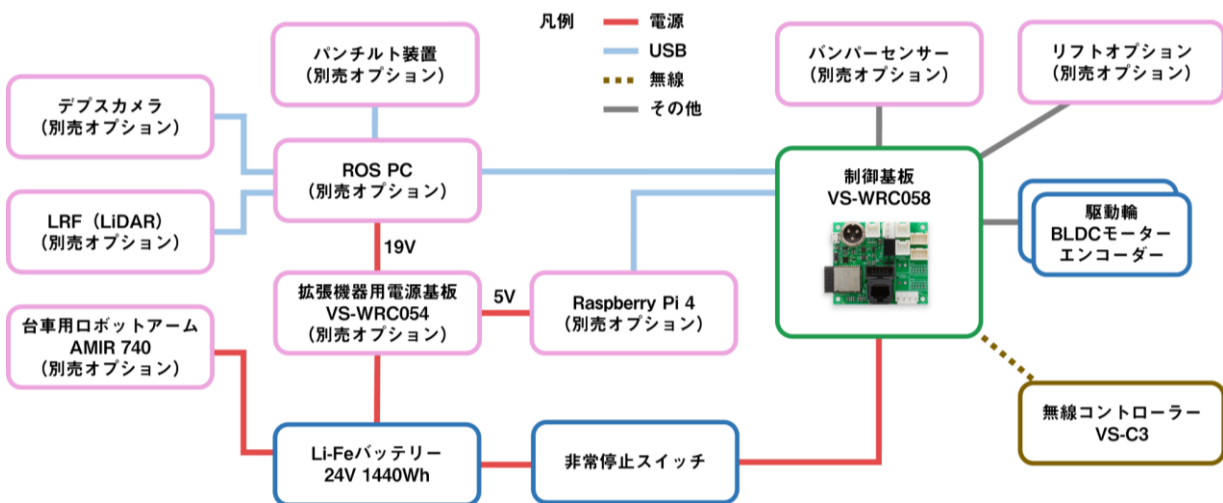 凡例
電源
USB
無線
その他
パンチルト装置
(別売オプション)
バンパーセンサー
(別売オプション)
リフトオプション
(別売オプション)
デプスカメラ
(別売オプション)
ROS PC
(別売オプション)
制御基板
VS-WRC058
LRF（LiDAR）
(別売オプション)
駆動輪
BLDCモーター
エンコーダー
19V
拡張機器用電源基板
VS-WRC054
(別売オプション)
5V
Raspberry Pi 4
(別売オプション)
台車用ロボットアーム
AMIR 740
(別売オプション)
無線コントローラー
VS-C3
Li-Feバッテリー
24V 1440Wh
非常停止スイッチ